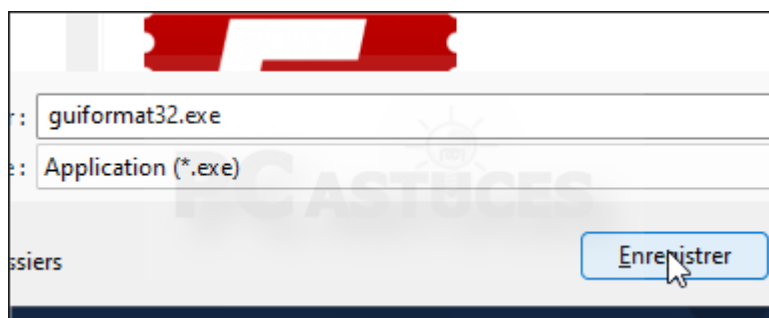 r : guiformat32.exe
e : Application (*.exe)
PC ASTUCES
ssiers
Enregistrer